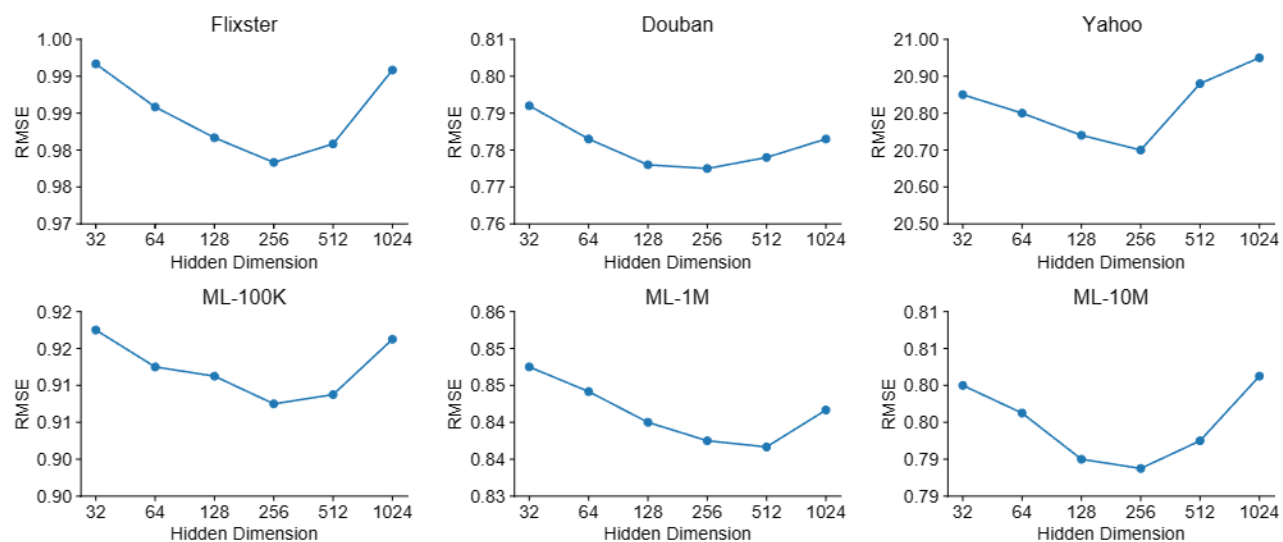 Flixster
1.00
0.99
0.99
0.98
0.98
0.97
RMSE
32 64 128 256 512 1024
Hidden Dimension
Douban
0.81
0.80
0.79
0.78
0.77
0.76
RMSE
32 64 128 256 512 1024
Hidden Dimension
Yahoo
21.00
20.90
20.80
20.70
20.60
20.50
RMSE
32 64 128 256 512 1024
Hidden Dimension
ML-100K
0.92
0.92
0.91
0.91
0.90
0.90
RMSE
32 64 128 256 512 1024
Hidden Dimension
ML-1M
0.86
0.85
0.85
0.84
0.84
0.83
RMSE
32 64 128 256 512 1024
Hidden Dimension
ML-10M
0.81
0.81
0.80
0.80
0.79
0.79
RMSE
32 64 128 256 512 1024
Hidden Dimension